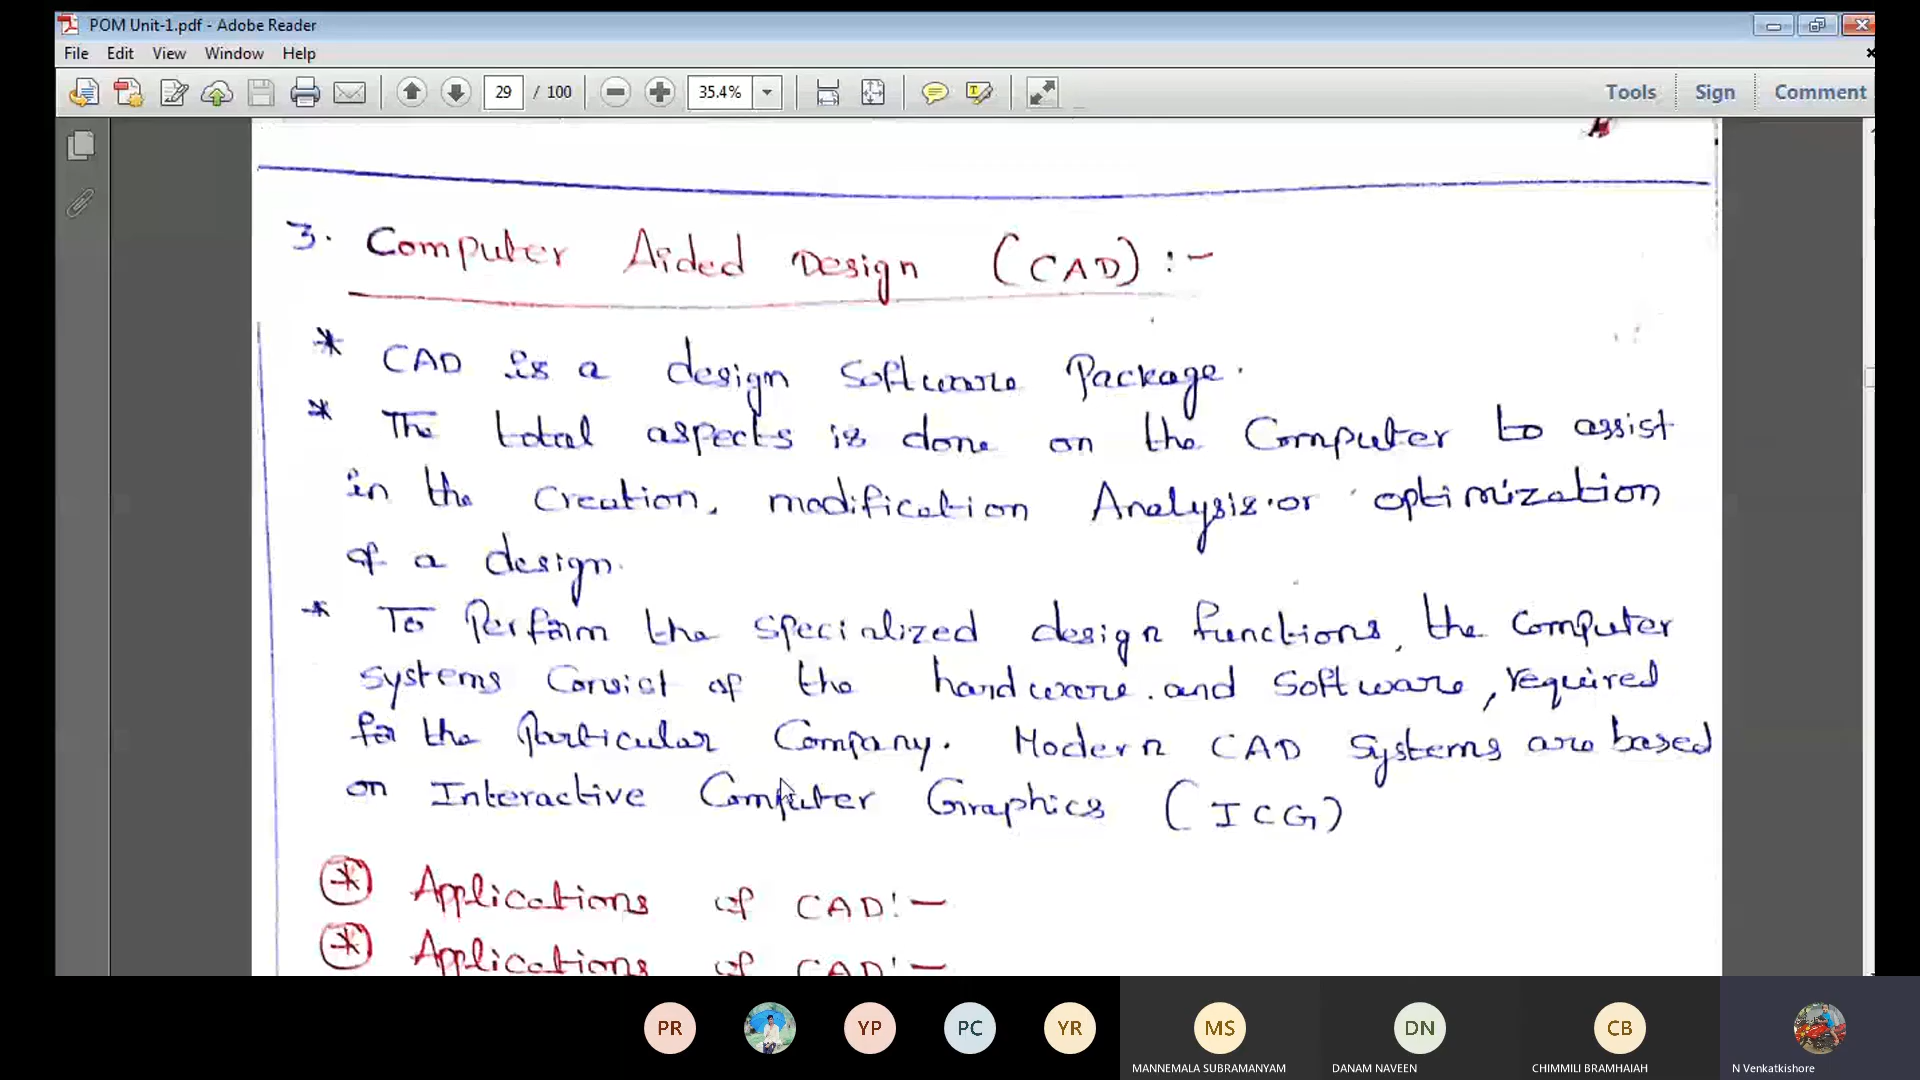 POM Unit-1.pdf - Adobe Reader
File Edit View Window Help
29 / 100 35.4% Tools Sign Comment
3. Computer Aided Design (CAD) :-
* CAD is a design Software Package.
* The total aspects is done on the Computer to assist
in the Creation, modification Analysis or optimization
of a design.
* To Perform the specialized design functions, the Computer
systems Consist of the hardware and Software, required
for the Particular Company. Modern CAD Systems are based
on Interactive Computer Graphics (ICG)
* Applications of CAD:-
* Applications of CAD:-
PR YP PC YR MS DN CB
MANNEMALA SUBRAMANYAM DANAM NAVEEN CHIMMILI BRAMHAIAH N Venkatkishore